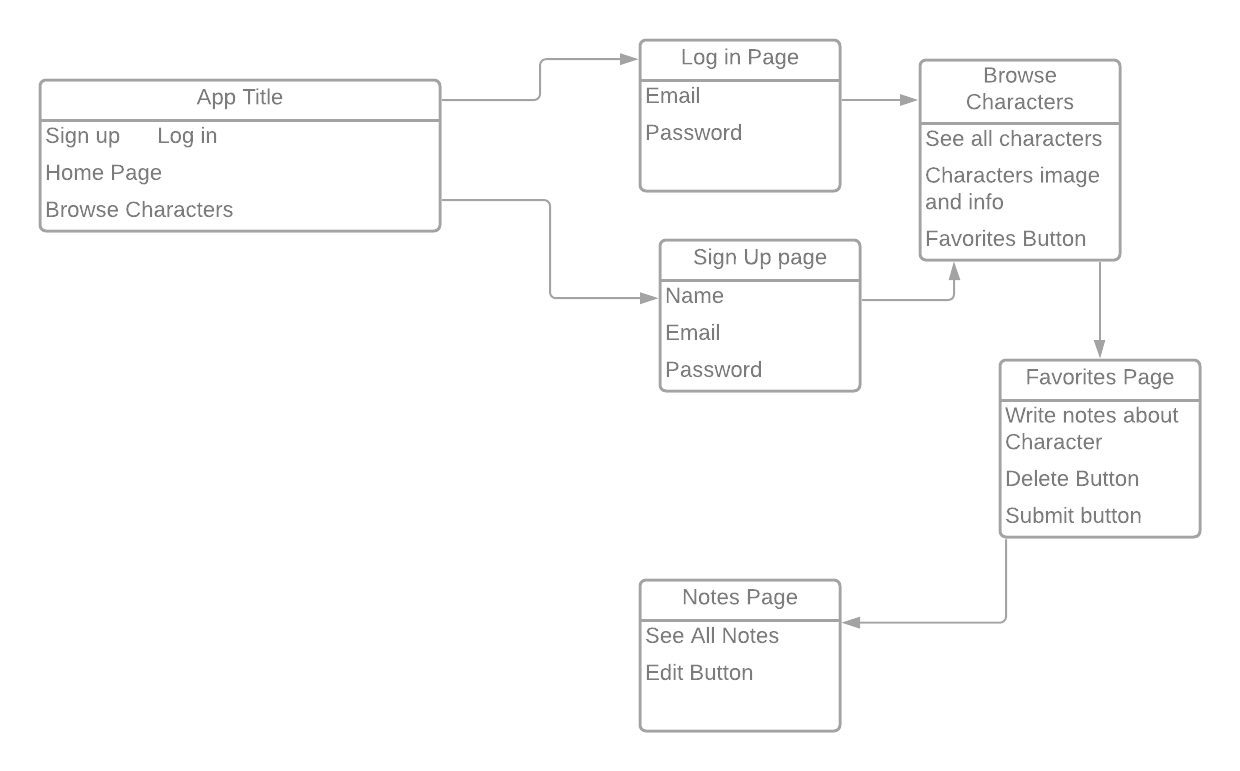 App Title
Sign up Log in
Home Page
Browse Characters
Log in Page
Email
Password
Browse
Characters
See all characters
Characters image
and info
Favorites Button
Sign Up page
Name
Email
Password
Favorites Page
Write notes about
Character
Delete Button
Submit button
Notes Page
See All Notes
Edit Button